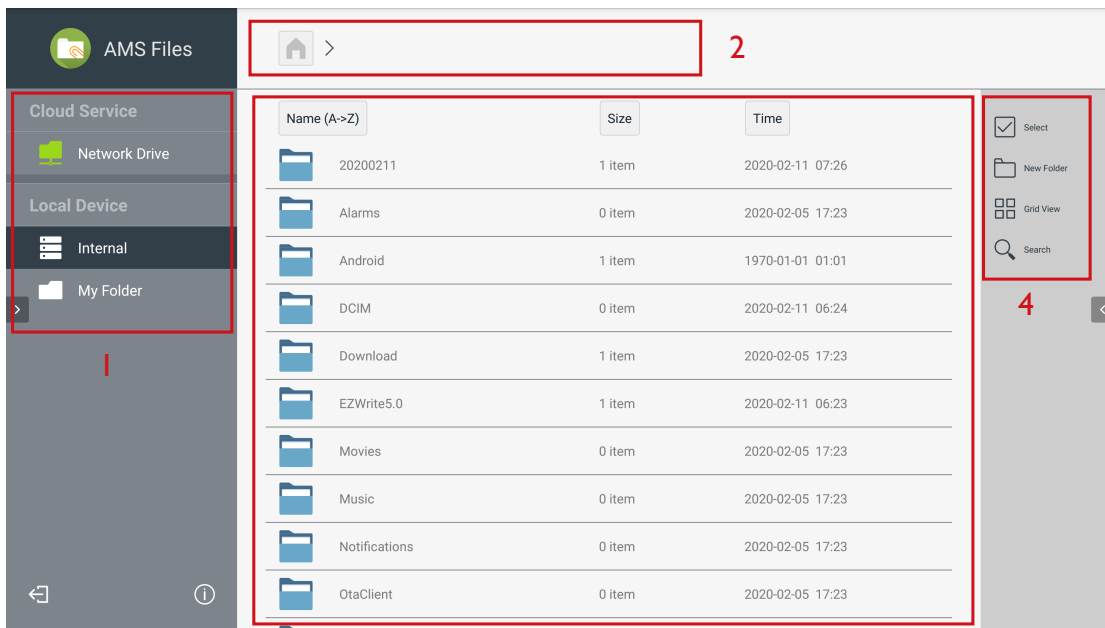 AMS Files
2
Cloud Service
Network Drive
Local Device
Internal
My Folder
1
Name (A->Z) Size Time
20200211 1 item 2020-02-11 07:26
Alarms 0 item 2020-02-05 17:23
Android 1 item 1970-01-01 01:01
DCIM 0 item 2020-02-11 06:24
Download 1 item 2020-02-05 17:23
EZWrite5.0 1 item 2020-02-11 06:23
Movies 0 item 2020-02-05 17:23
Music 0 item 2020-02-05 17:23
Notifications 0 item 2020-02-05 17:23
OtaClient 0 item 2020-02-05 17:23
Select
New Folder
Grid View
Search
4